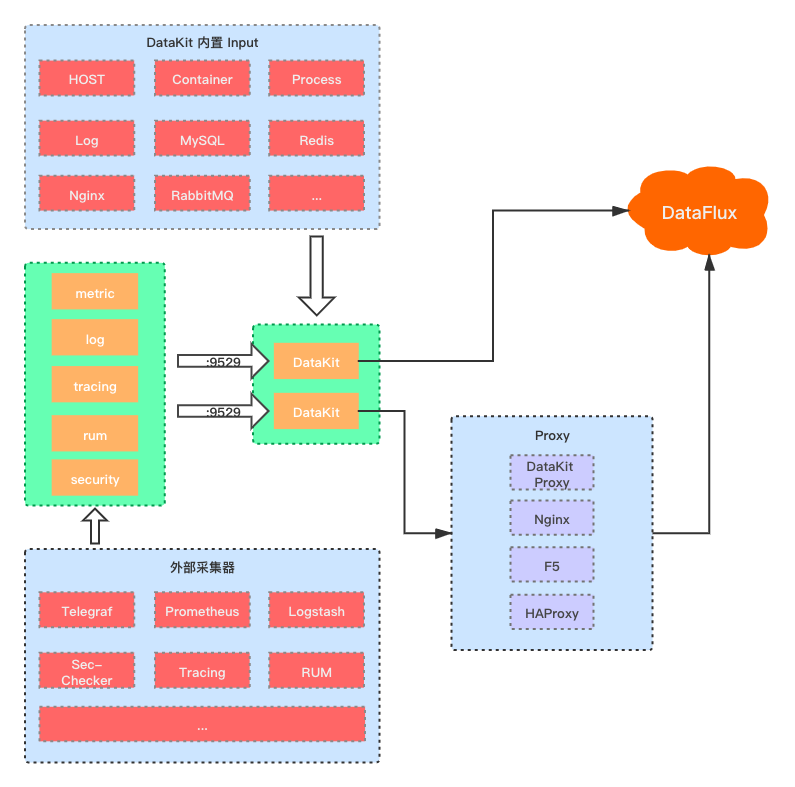 DataKit 内置 Input
HOST
Container
Process
Log
MySQL
Redis
Nginx
RabbitMQ
...
metric
log
tracing
rum
security
:9529
:9529
DataKit
DataKit
DataFlux
Proxy
DataKit
Proxy
Nginx
F5
HAProxy
外部采集器
Telegraf
Prometheus
Logstash
Sec-
Checker
Tracing
RUM
...